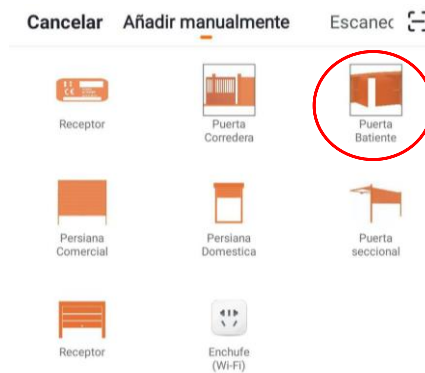 Cancelar Añadir manualmente Escanec
Receptor
Puerta
Corredera
Puerta
Batiente
Persiana
Comercial
Persiana
Domestica
Puerta
seccional
Receptor
Enchufe
(Wi-Fi)